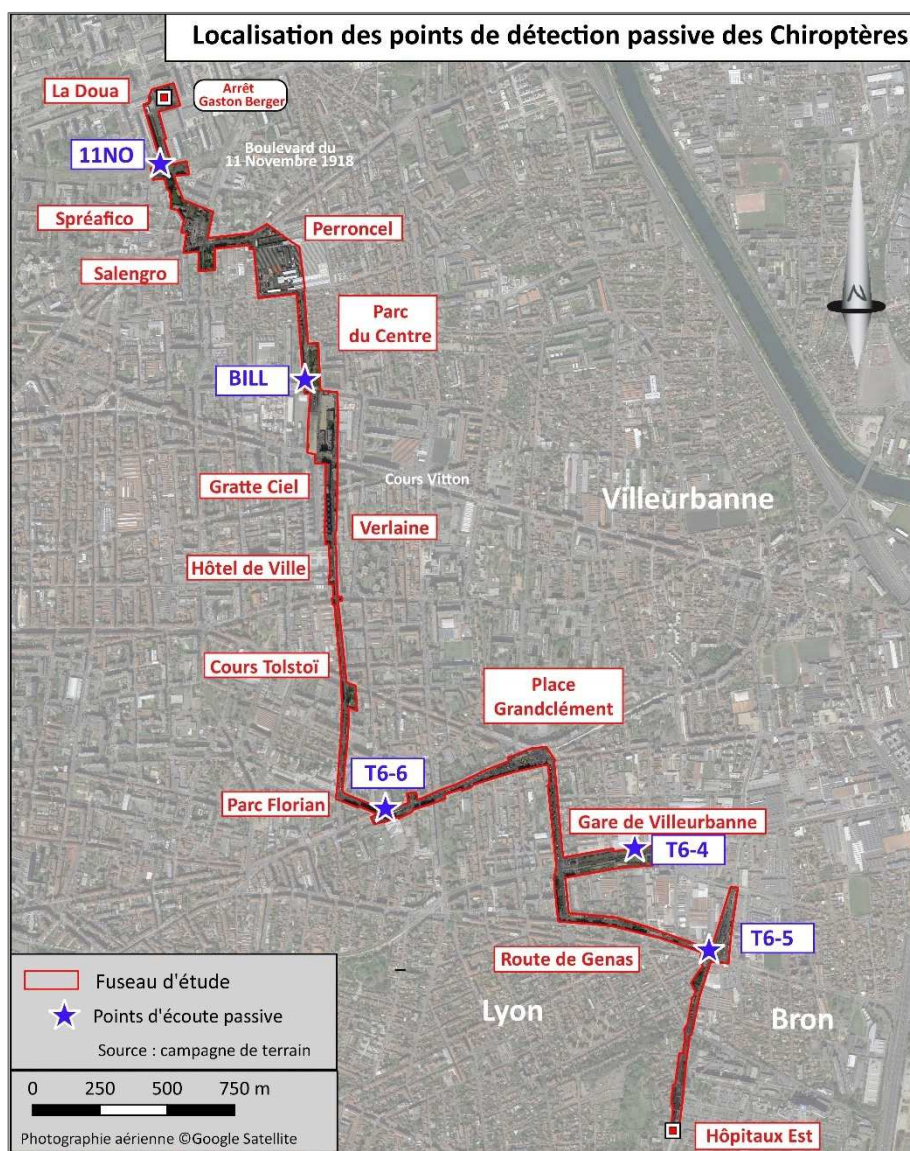 Localisation des points de détection passive des Chiroptères
La Doua
Arrêt
Gaston Berger
11NO
Boulevard du
11 Novembre 1918
Spréafico
Perroncel
Salengro
Parc
du Centre
BILL
Gratte Ciel
Cours Vitton
Villeurbanne
Verlaine
Hôtel de Ville
Cours Tolstoï
Place
Grandclément
T6-6
Parc Florian
Gare de Villeurbanne
T6-4
T6-5
Route de Genas
Lyon
Bron
Hôpitaux Est
Fuseau d'étude
Points d'écoute passive
Source : campagne de terrain
0 250 500 750 m
Photographie aérienne ©Google Satellite
N